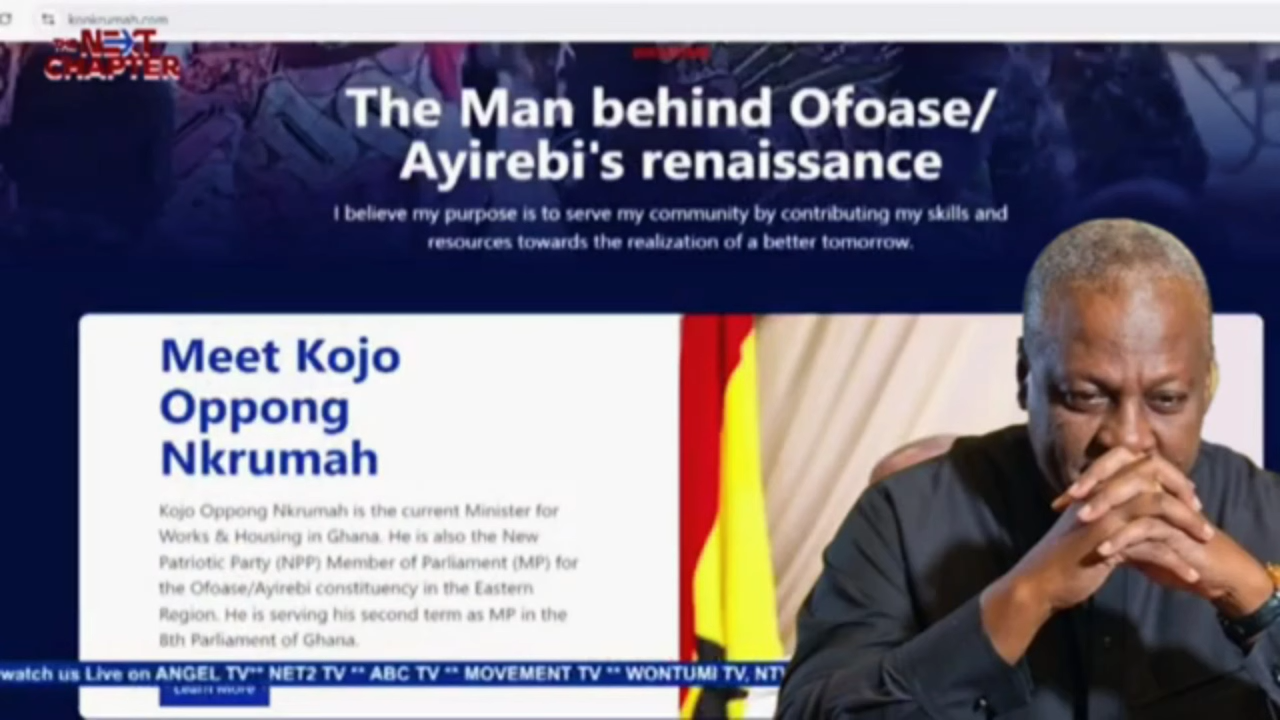 konkrumah.com
THE NEXT
CHAPTER
The Man behind Ofoase/
Ayirebi's renaissance
I believe my purpose is to serve my community by contributing my skills and
resources towards the realization of a better tomorrow.
Meet Kojo
Oppong
Nkrumah
Kojo Oppong Nkrumah is the current Minister for
Works & Housing in Ghana. He is also the New
Patriotic Party (NPP) Member of Parliament (MP) for
the Ofoase/Ayirebi constituency in the Eastern
Region. He is serving his second term as MP in the
8th Parliament of Ghana.
watch us Live on ANGEL TV** NET2 TV ** ABC TV ** MOVEMENT TV ** WONTUMI TV, NT
Learn More